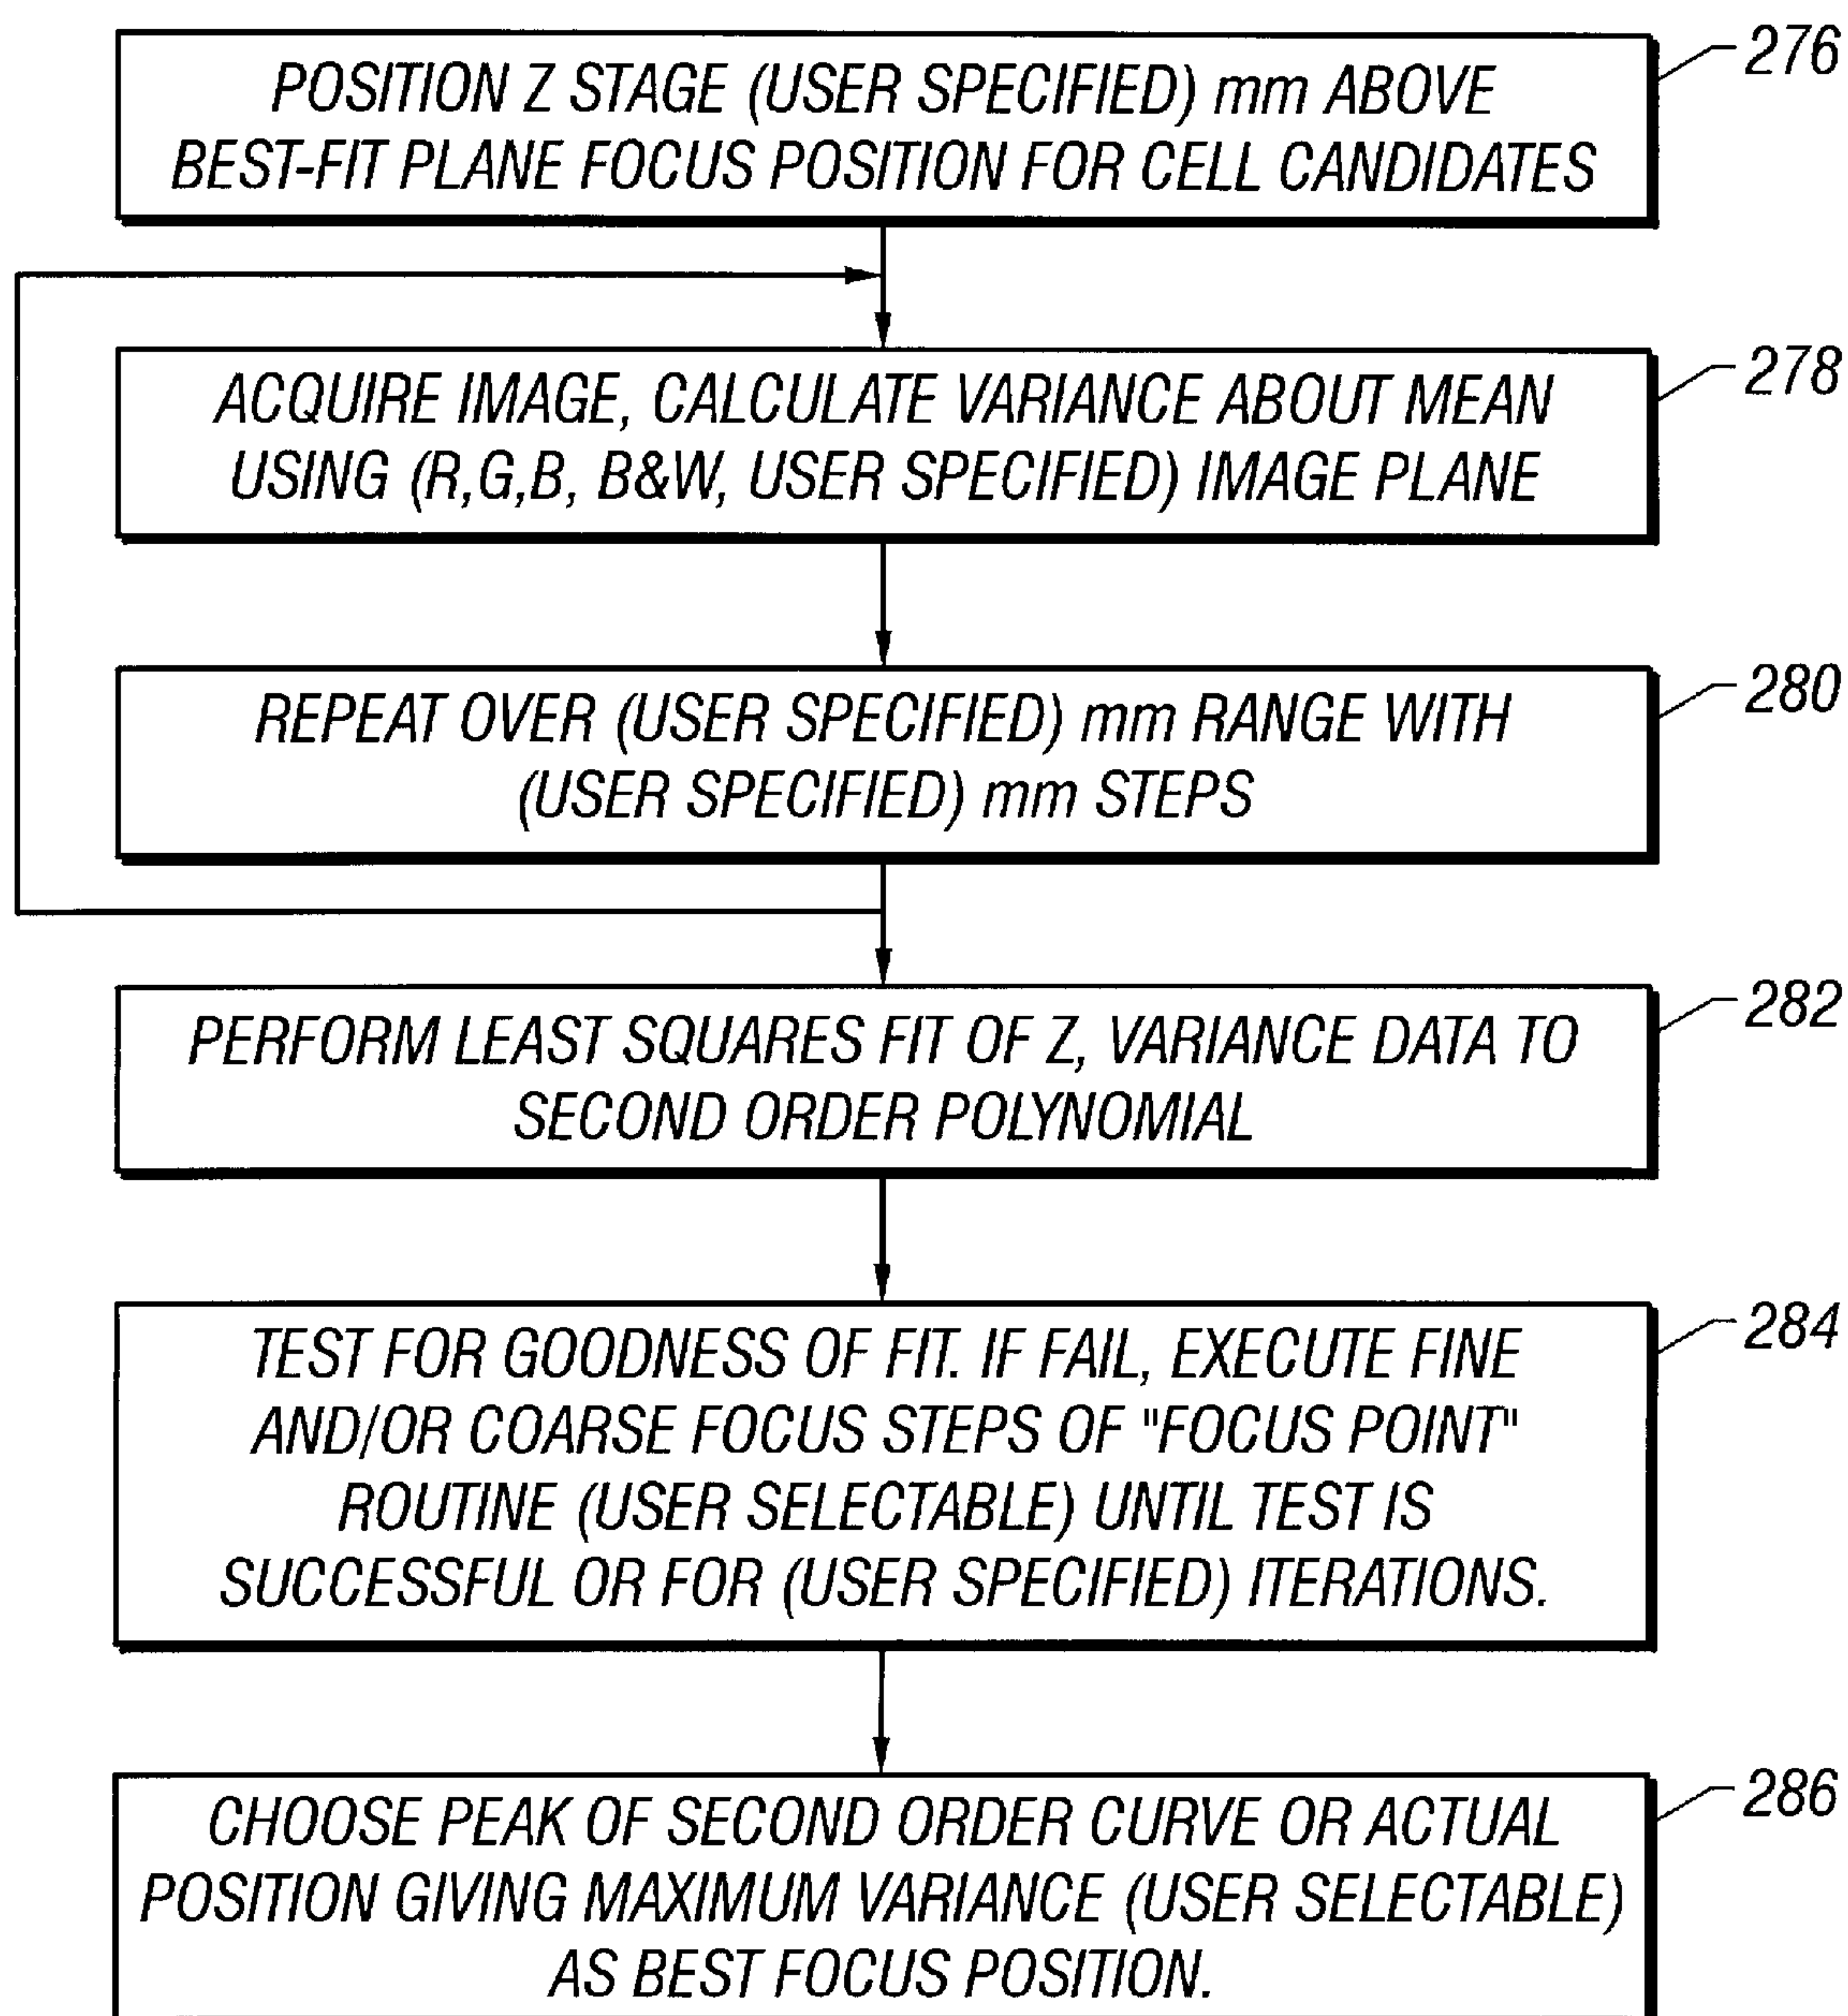 276
POSITION Z STAGE (USER SPECIFIED) mm ABOVE
BEST-FIT PLANE FOCUS POSITION FOR CELL CANDIDATES
278
ACQUIRE IMAGE, CALCULATE VARIANCE ABOUT MEAN
USING (R,G,B, B&W, USER SPECIFIED) IMAGE PLANE
280
REPEAT OVER (USER SPECIFIED) mm RANGE WITH
(USER SPECIFIED) mm STEPS
282
PERFORM LEAST SQUARES FIT OF Z, VARIANCE DATA TO
SECOND ORDER POLYNOMIAL
284
TEST FOR GOODNESS OF FIT. IF FAIL, EXECUTE FINE
AND/OR COARSE FOCUS STEPS OF "FOCUS POINT"
ROUTINE (USER SELECTABLE) UNTIL TEST IS
SUCCESSFUL OR FOR (USER SPECIFIED) ITERATIONS.
286
CHOOSE PEAK OF SECOND ORDER CURVE OR ACTUAL
POSITION GIVING MAXIMUM VARIANCE (USER SELECTABLE)
AS BEST FOCUS POSITION.